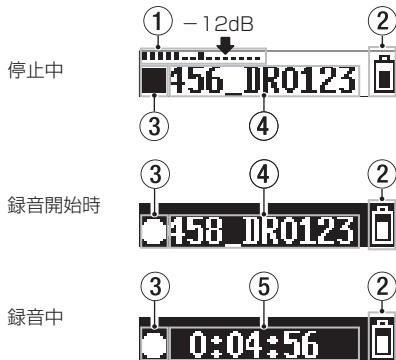 ① −12dB ②
停止中
456_DR0123
③ ④
③ ④ ②
録音開始時
458_DR0123
③ ⑤ ②
録音中
0:04:56